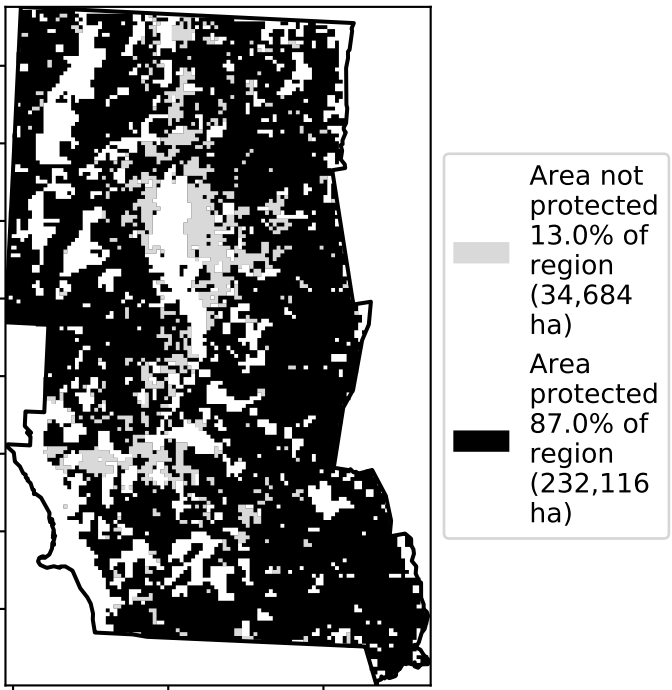 Area not
protected
13.0% of
region
(34,684
ha)
Area
protected
87.0% of
region
(232,116
ha)